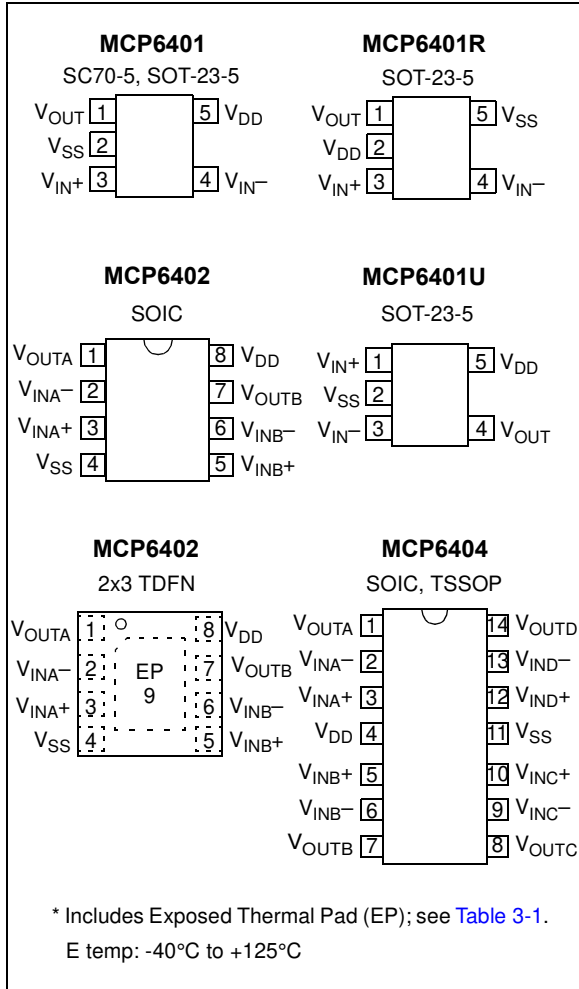 MCP6401
SC70-5, SOT-23-5
VOUT 1 5 VDD
VSS 2
VIN+ 3 4 VIN–
MCP6401R
SOT-23-5
VOUT 1 5 VSS
VDD 2
VIN+ 3 4 VIN–
MCP6402
SOIC
VOUTA 1 8 VDD
VINA– 2 7 VOUTB
VINA+ 3 6 VINB–
VSS 4 5 VINB+
MCP6401U
SOT-23-5
VIN+ 1 5 VDD
VSS 2
VIN– 3 4 VOUT
MCP6402
2x3 TDFN
VOUTA 1 8 VDD
VINA– 2 EP 7 VOUTB
VINA+ 3 9 6 VINB–
VSS 4 5 VINB+
MCP6404
SOIC, TSSOP
VOUTA 1 14 VOUTD
VINA– 2 13 VIND–
VINA+ 3 12 VIND+
VDD 4 11 VSS
VINB+ 5 10 VINC+
VINB– 6 9 VINC–
VOUTB 7 8 VOUTC
* Includes Exposed Thermal Pad (EP); see Table 3-1.
E temp: -40°C to +125°C